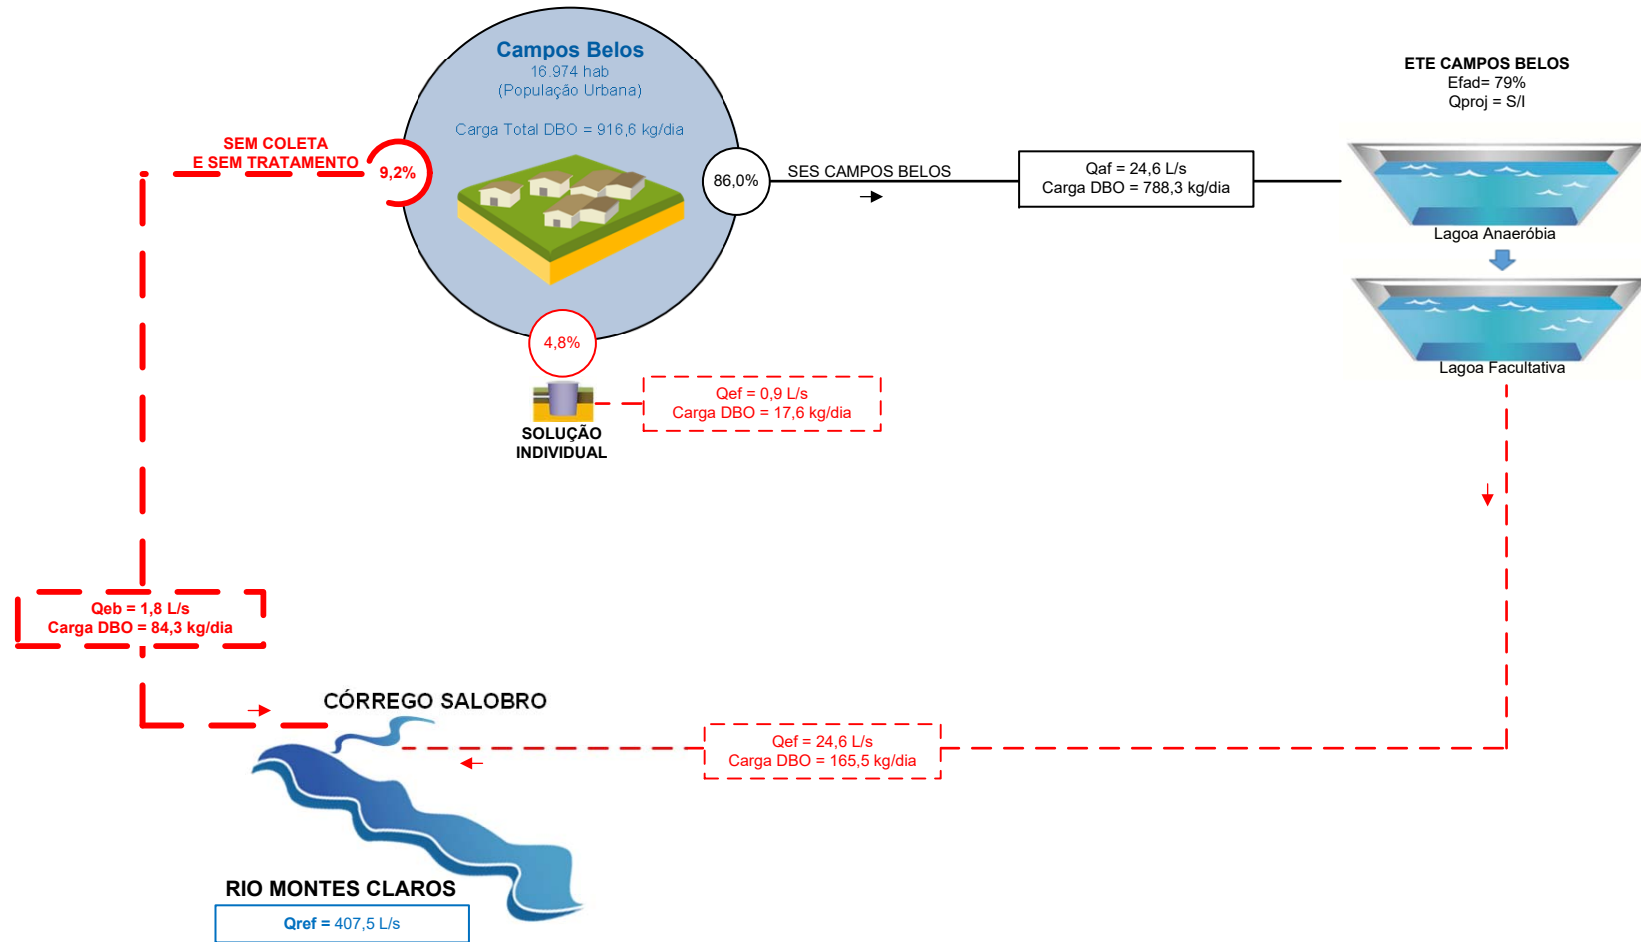 Campos Belos
16.974 hab
(População Urbana)
Carga Total DBO = 916,6 kg/dia
ETE CAMPOS BELOS
Efad= 79%
Qproj = S/I
SEM COLETA
E SEM TRATAMENTO
9,2%
86,0%
SES CAMPOS BELOS
Qaf = 24,6 L/s
Carga DBO = 788,3 kg/dia
Lagoa Anaeróbia
Lagoa Facultativa
4,8%
Qef = 0,9 L/s
Carga DBO = 17,6 kg/dia
SOLUÇÃO
INDIVIDUAL
Qeb = 1,8 L/s
Carga DBO = 84,3 kg/dia
CÓRREGO SALOBRO
Qef = 24,6 L/s
Carga DBO = 165,5 kg/dia
RIO MONTES CLAROS
Qref = 407,5 L/s